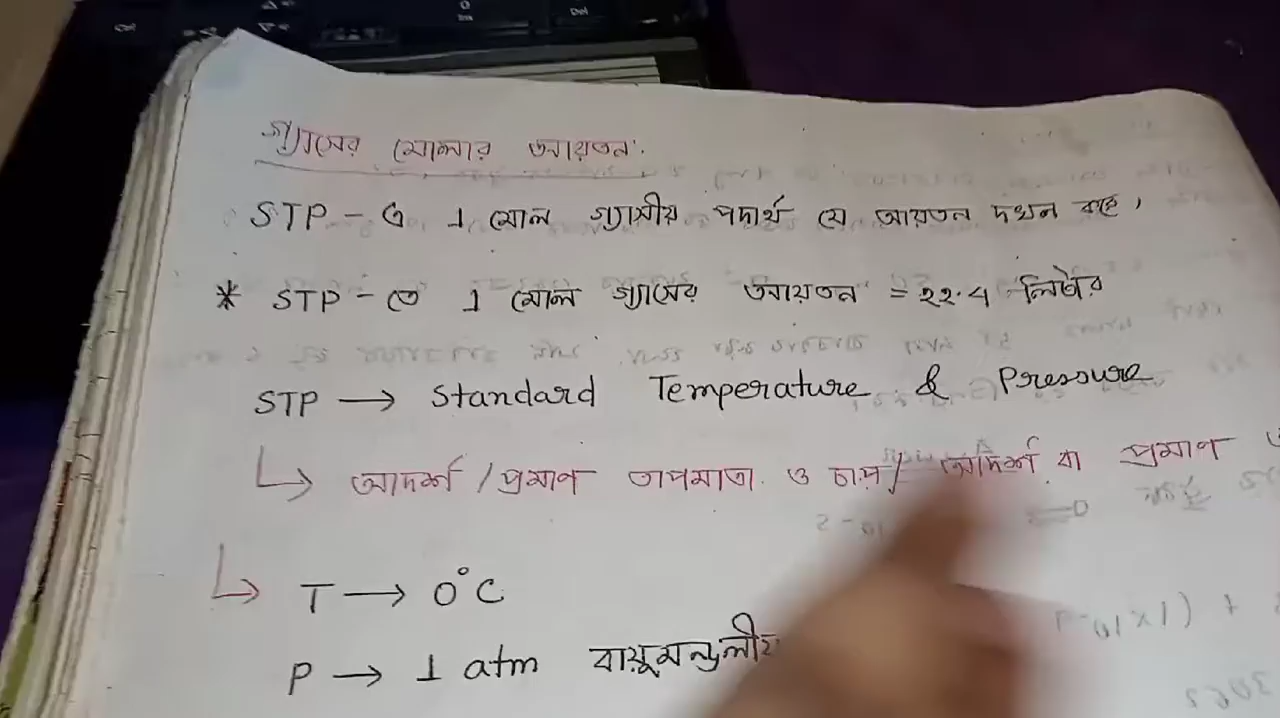 গ্যাসের মোলার আয়তন:
STP - তে 1 মোল গ্যাসীয় পদার্থ যে আয়তন দখল করে,
* STP - তে 1 মোল গ্যাসের আয়তন = ২২.৪ লিটার
STP → Standard Temperature & Pressure
↳ আদর্শ / প্রমাণ তাপমাত্রা ও চাপ / আদর্শ বা প্রমাণ
↳ T → 0°C
P → 1 atm বায়ুমন্ডলীয়